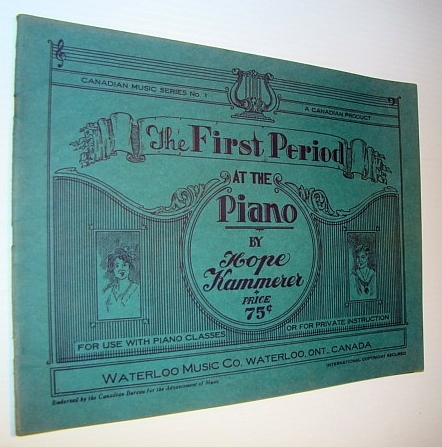 CANADIAN MUSIC SERIES No. 1
A CANADIAN PRODUCT
The First Period
AT THE
Piano
BY
Hope
Kammerer
PRICE
75¢
FOR USE WITH PIANO CLASSES
OR FOR PRIVATE INSTRUCTION
WATERLOO MUSIC CO. WATERLOO, ONT., CANADA
Endorsed by the Canadian Bureau for the Advancement of Music
INTERNATIONAL COPYRIGHT SECURED